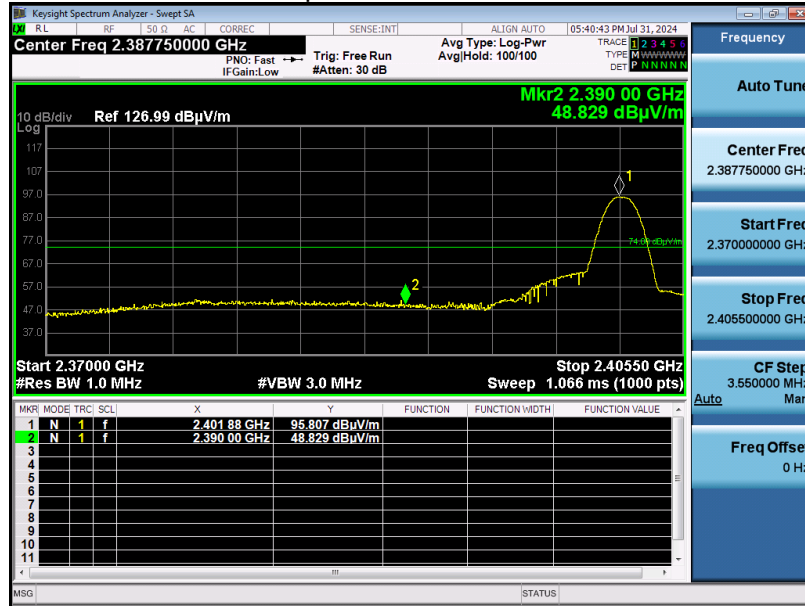 Keysight Spectrum Analyzer - Swept SA
LXI RL RF 50 Ω AC CORREC SENSE:INT ALIGN AUTO 05:40:43 PM Jul 31, 2024
Center Freq 2.387750000 GHz
PNO: Fast
IFGain:Low
Trig: Free Run
#Atten: 30 dB
Avg Type: Log-Pwr
Avg|Hold: 100/100
TRACE 1 2 3 4 5 6
TYPE M W W W W W
DET P N N N N N
Mkr2 2.390 00 GHz
48.829 dBµV/m
10 dB/div Ref 126.99 dBµV/m
Log
117
107
97.0
87.0
77.0
67.0
57.0
47.0
37.0
1
2
74.00 dBµV/m
Start 2.37000 GHz Stop 2.40550 GHz
#Res BW 1.0 MHz #VBW 3.0 MHz Sweep 1.066 ms (1000 pts)
MKR MODE TRC SCL X Y FUNCTION FUNCTION WIDTH FUNCTION VALUE
1 N 1 f 2.401 88 GHz 95.807 dBµV/m
2 N 1 f 2.390 00 GHz 48.829 dBµV/m
3
4
5
6
7
8
9
10
11
MSG STATUS
Frequency
Auto Tune
Center Freq
2.387750000 GHz
Start Freq
2.370000000 GHz
Stop Freq
2.405500000 GHz
CF Step
3.550000 MHz
Auto Man
Freq Offset
0 Hz